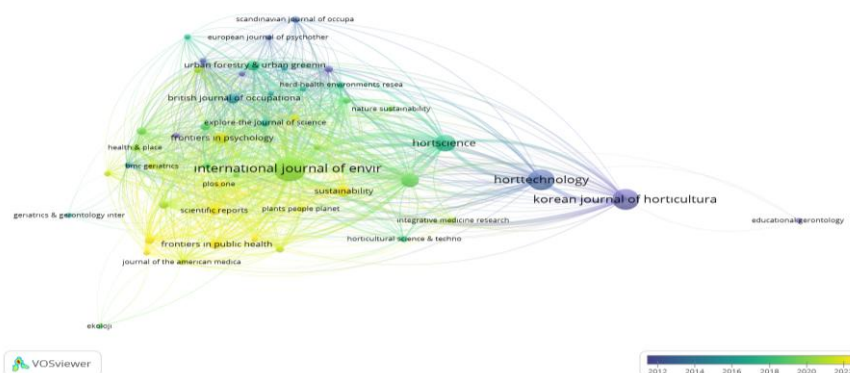 scandinavian journal of occupa
european journal of psychother
urban forestry & urban greenin
herd-health environments resea
british journal of occupationa
nature sustainability
explore-the journal of science
frontiers in psychology
hortscience
health & place
bmc geriatrics
international journal of envir
plos one
horttechnology
sustainability
korean journal of horticultura
scientific reports
plants people planet
geriatrics & gerontology inter
integrative medicine research
educational gerontology
horticultural science & techno
frontiers in public health
journal of the american medica
ekoloji
VOSviewer
2012 2014 2016 2018 2020 2022